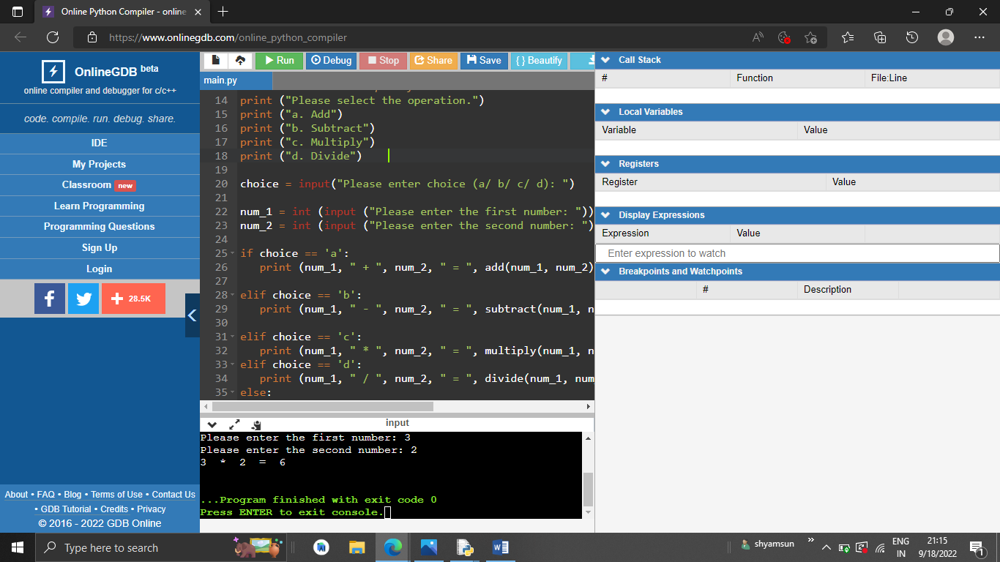 Online Python Compiler - online
https://www.onlinegdb.com/online_python_compiler
OnlineGDB beta
online compiler and debugger for c/c++
code. compile. run. debug. share.
IDE
My Projects
Classroom new
Learn Programming
Programming Questions
Sign Up
Login
28.5K
About • FAQ • Blog • Terms of Use • Contact Us
• GDB Tutorial • Credits • Privacy
© 2016 - 2022 GDB Online
Run Debug Stop Share Save {} Beautify
main.py
14 print ("Please select the operation.")
15 print ("a. Add")
16 print ("b. Subtract")
17 print ("c. Multiply")
18 print ("d. Divide")
19
20 choice = input("Please enter choice (a/ b/ c/ d): ")
21
22 num_1 = int (input ("Please enter the first number: "))
23 num_2 = int (input ("Please enter the second number: ")
24
25 if choice == 'a':
26 print (num_1, " + ", num_2, " = ", add(num_1, num_2)
27
28 elif choice == 'b':
29 print (num_1, " - ", num_2, " = ", subtract(num_1, n
30
31 elif choice == 'c':
32 print (num_1, " * ", num_2, " = ", multiply(num_1, n
33 elif choice == 'd':
34 print (num_1, " / ", num_2, " = ", divide(num_1, num
35 else:
input
Please enter the first number: 3
Please enter the second number: 2
3 * 2 = 6
...Program finished with exit code 0
Press ENTER to exit console.
Call Stack
# Function File:Line
Local Variables
Variable Value
Registers
Register Value
Display Expressions
Expression Value
Enter expression to watch
Breakpoints and Watchpoints
# Description
Type here to search
shyamsun
ENG
IN
21:15
9/18/2022
1